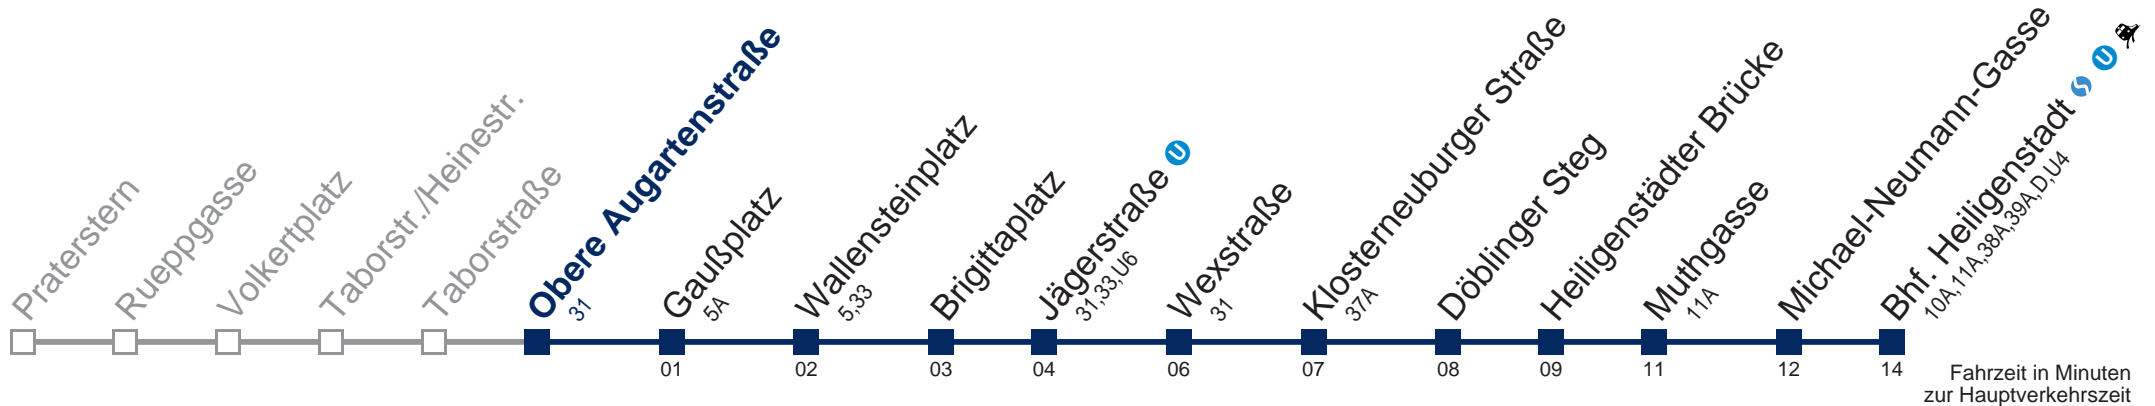 Praterstern
Rueppgasse
Volkertplatz
Taborstr./Heinestr.
Taborstraße
Obere Augartenstraße
31
Gaußplatz
5A
Wallensteinplatz
5,33
Brigittaplatz
Jägerstraße U
31,33,U6
Wexstraße
31
Klosterneuburger Straße
37A
Döblinger Steg
Heiligenstädter Brücke
Muthgasse
11A
Michael-Neumann-Gasse
Bhf. Heiligenstadt S U
10A,11A,38A,39A,D,U4
01 02 03 04 06 07 08 09 11 12 14
Fahrzeit in Minuten
zur Hauptverkehrszeit